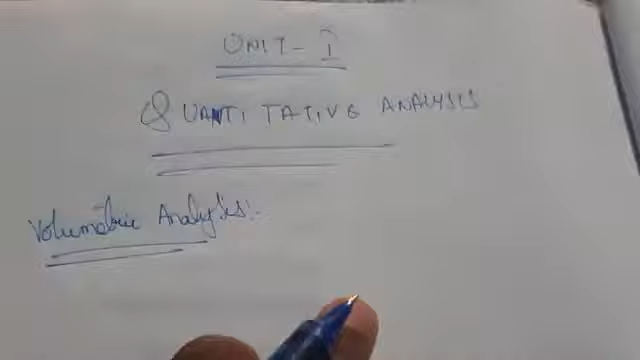 UNIT - I
QUANTITATIVE ANALYSIS
Volumetric Analysis:-